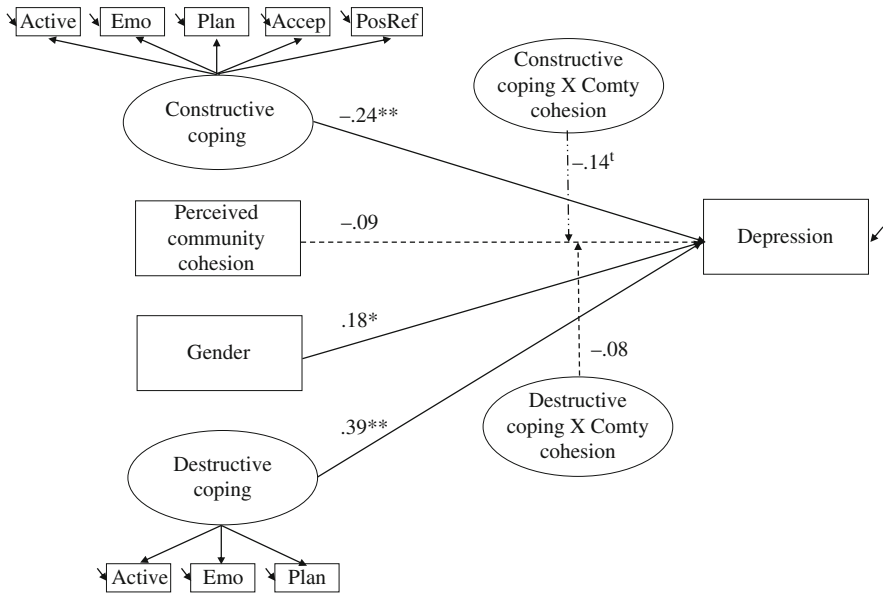 Active Emo Plan Accep PosRef
Constructive
coping
Constructive
coping X Comty
cohesion
–.24**
–.14ᵗ
Perceived
community
cohesion
–.09
Depression
Gender
.18*
–.08
Destructive
coping X Comty
cohesion
.39**
Destructive
coping
Active Emo Plan